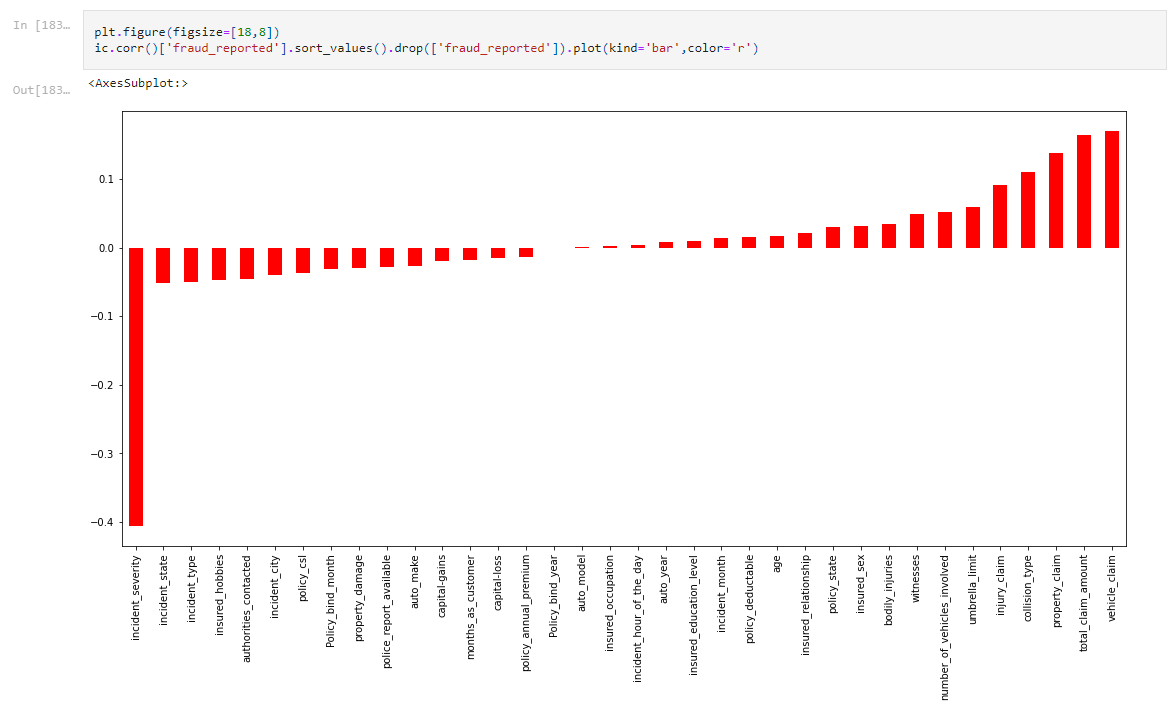 In [183…
plt.figure(figsize=[18,8])
ic.corr()['fraud_reported'].sort_values().drop(['fraud_reported']).plot(kind='bar',color='r')
Out[183…
<AxesSubplot:>
0.1
0.0
−0.1
−0.2
−0.3
−0.4
incident_severity
incident_state
incident_type
insured_hobbies
authorities_contacted
incident_city
policy_csl
Policy_bind_month
property_damage
police_report_available
auto_make
capital-gains
months_as_customer
capital-loss
policy_annual_premium
Policy_bind_year
auto_model
insured_occupation
incident_hour_of_the_day
auto_year
insured_education_level
incident_month
policy_deductable
age
insured_relationship
policy_state
insured_sex
bodily_injuries
witnesses
number_of_vehicles_involved
umbrella_limit
injury_claim
collision_type
property_claim
total_claim_amount
vehicle_claim